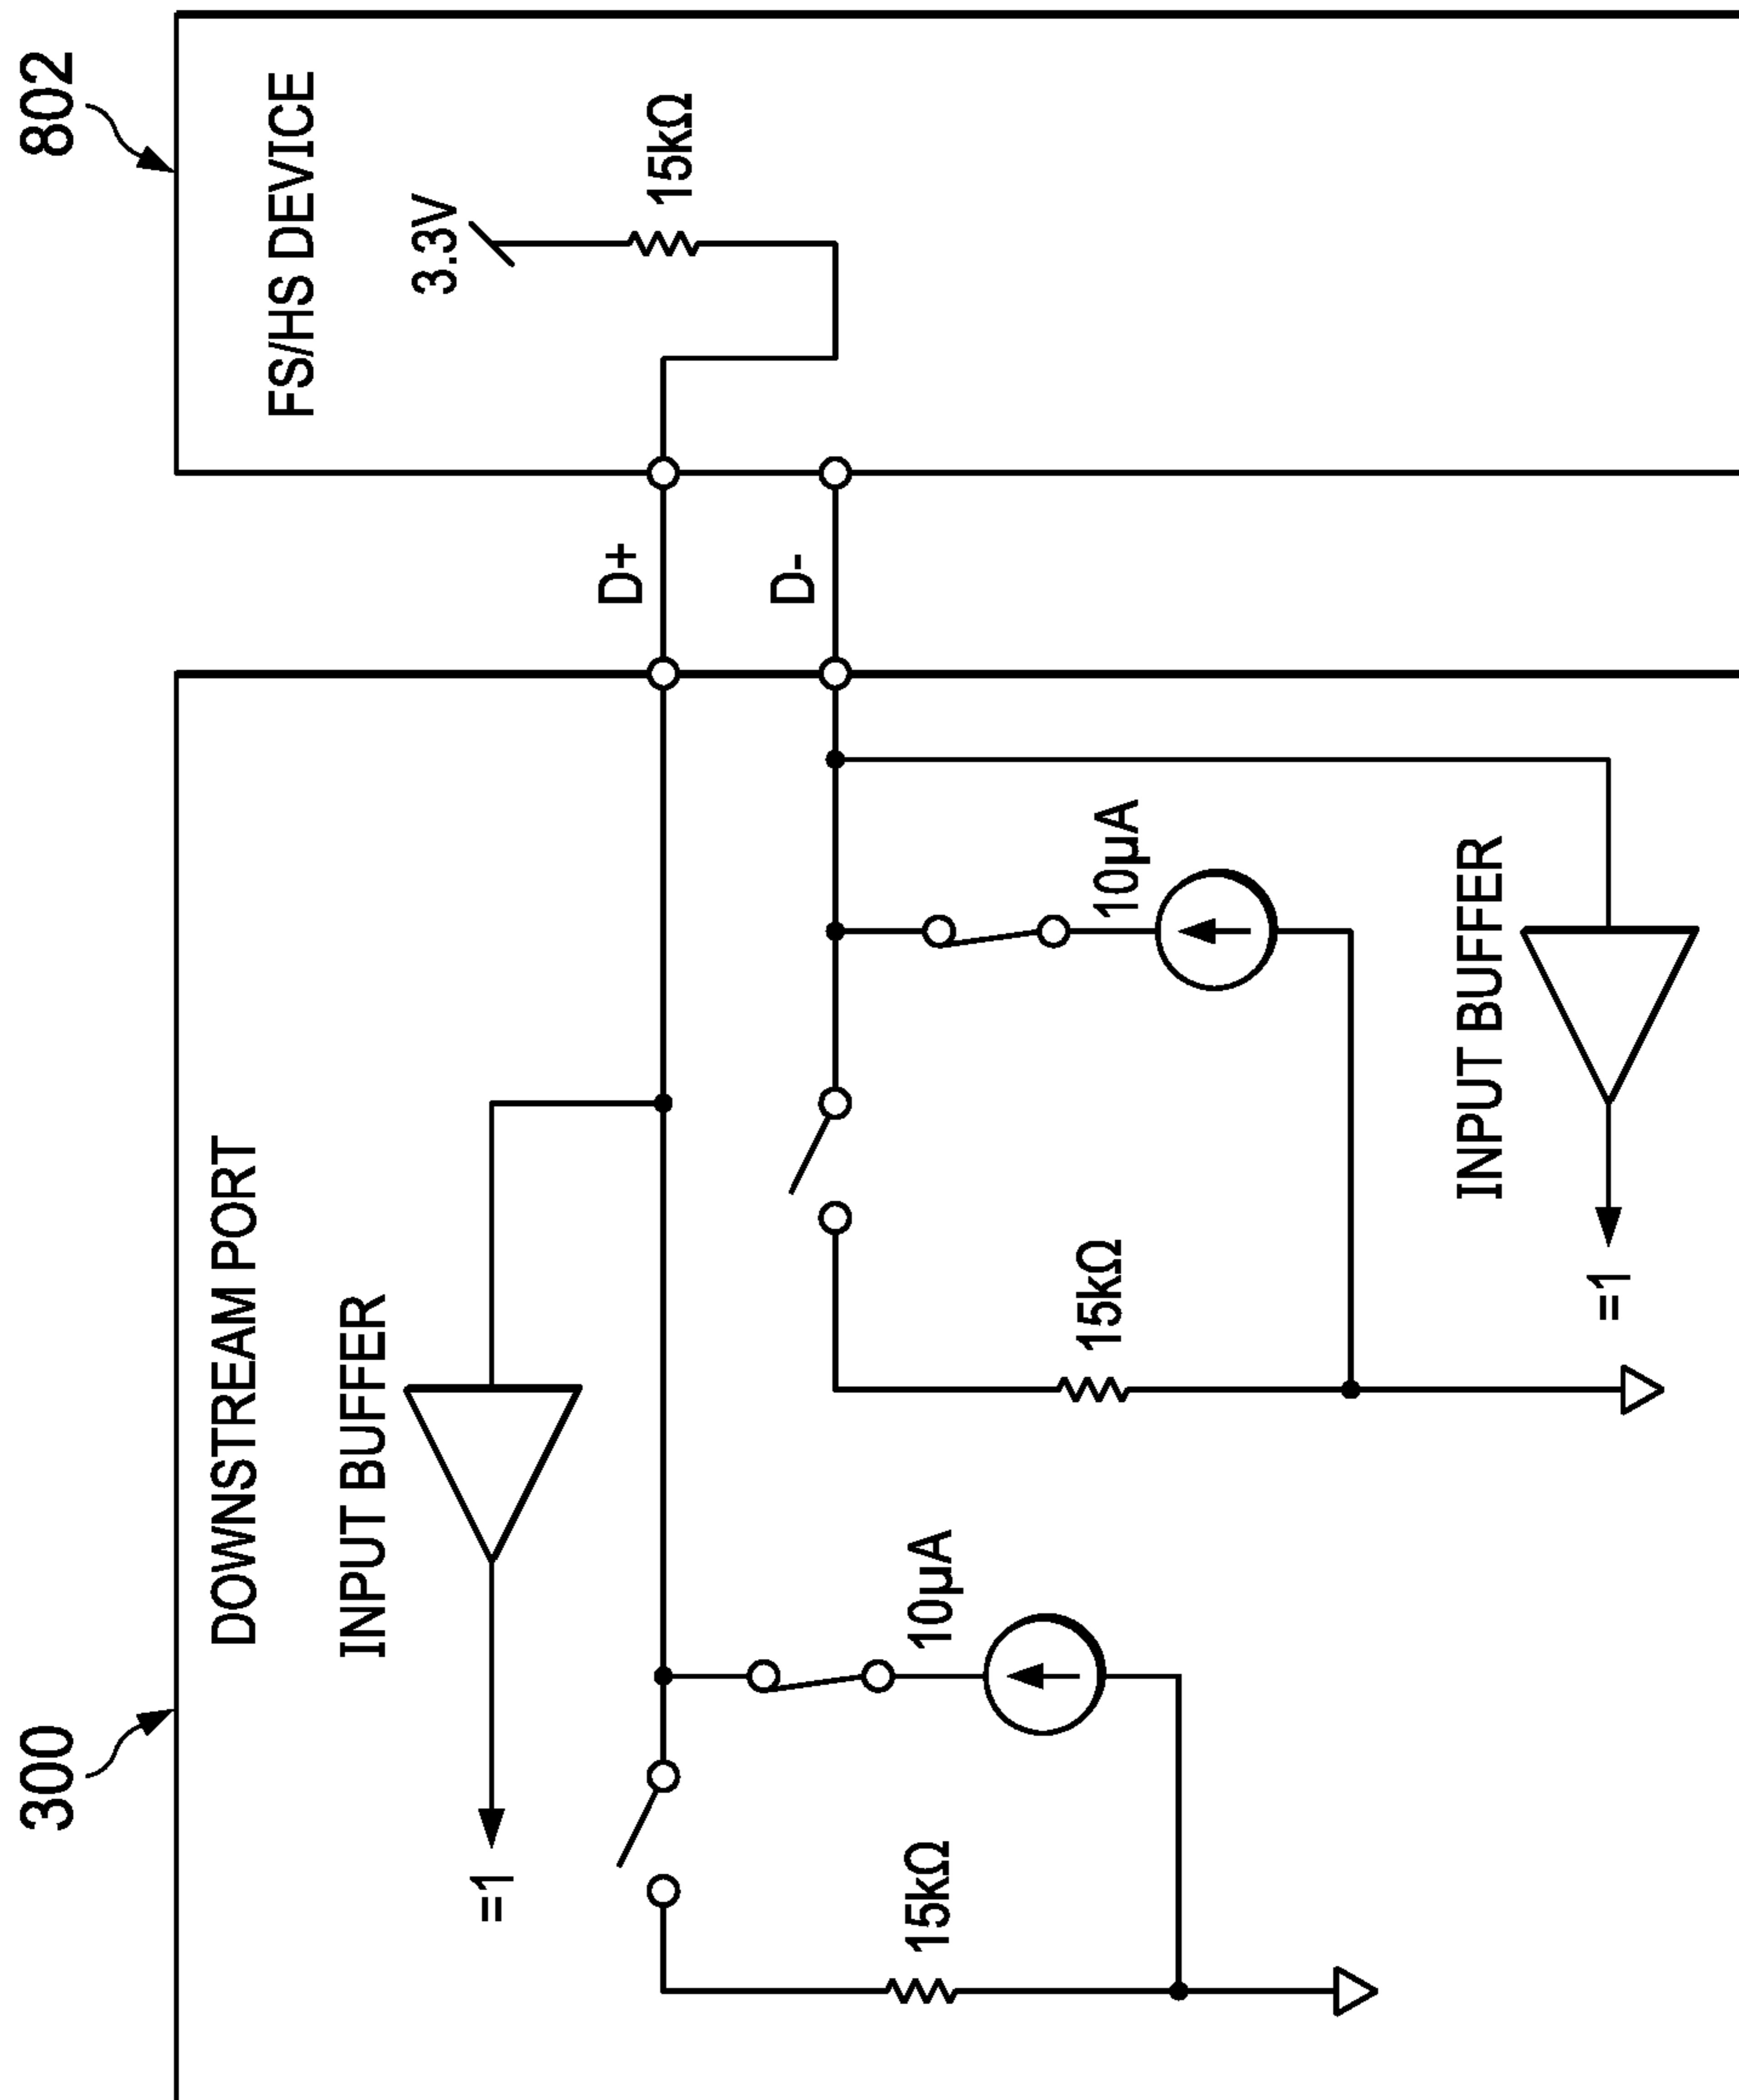 300
802
DOWNSTREAM PORT
FS/HS DEVICE
INPUT BUFFER
3.3V
=1
D+
15kΩ
D-
15kΩ
10µA
15kΩ
10µA
INPUT BUFFER
=1